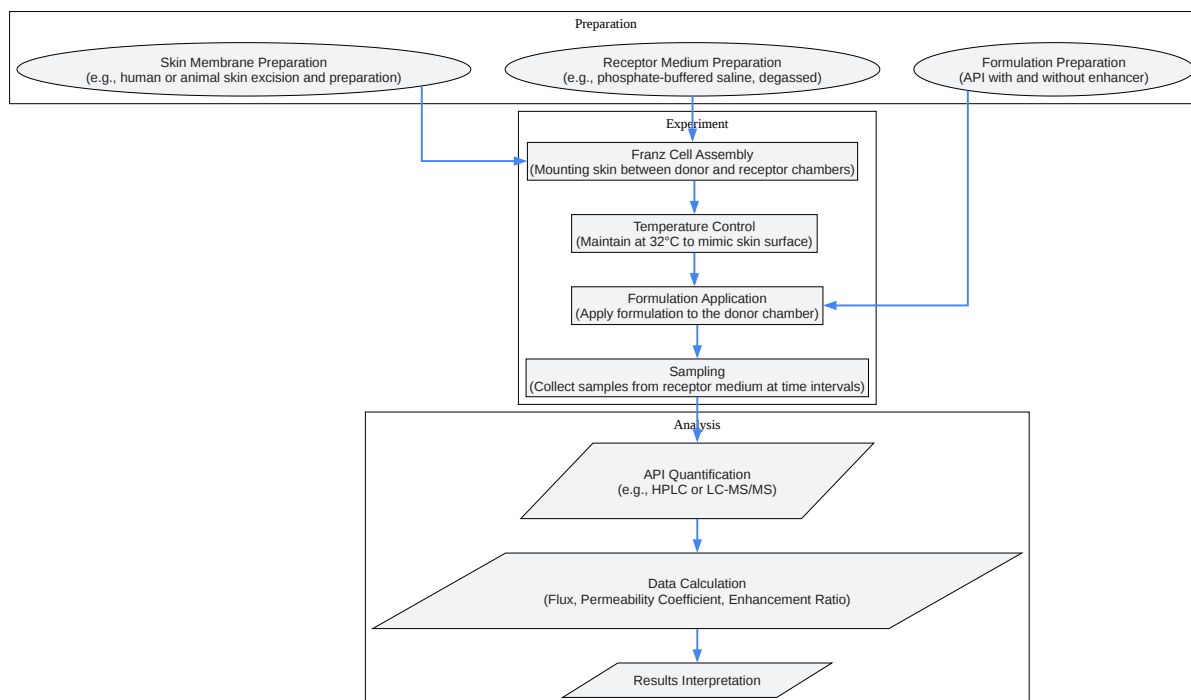 Preparation
Skin Membrane Preparation
(e.g., human or animal skin excision and preparation)
Receptor Medium Preparation
(e.g., phosphate-buffered saline, degassed)
Formulation Preparation
(API with and without enhancer)
Experiment
Franz Cell Assembly
(Mounting skin between donor and receptor chambers)
Temperature Control
(Maintain at 32°C to mimic skin surface)
Formulation Application
(Apply formulation to the donor chamber)
Sampling
(Collect samples from receptor medium at time intervals)
Analysis
API Quantification
(e.g., HPLC or LC-MS/MS)
Data Calculation
(Flux, Permeability Coefficient, Enhancement Ratio)
Results Interpretation